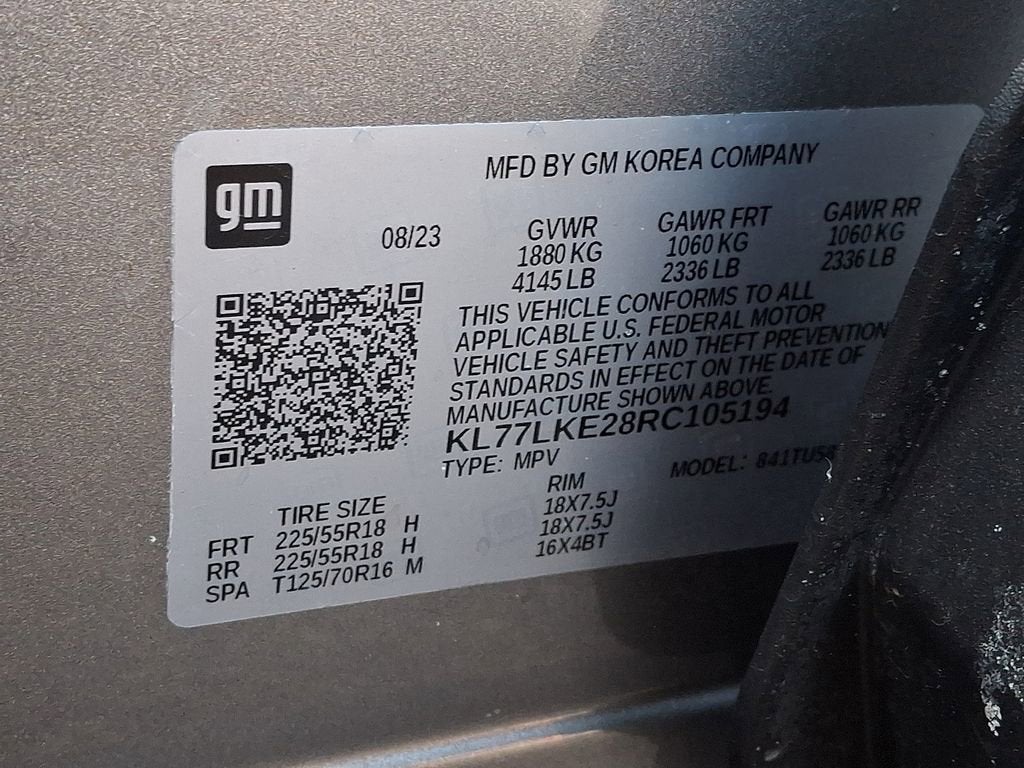 gm
MFD BY GM KOREA COMPANY
08/23
GVWR GAWR FRT GAWR RR
1880 KG 1060 KG 1060 KG
4145 LB 2336 LB 2336 LB
THIS VEHICLE CONFORMS TO ALL
APPLICABLE U.S. FEDERAL MOTOR
VEHICLE SAFETY AND THEFT PREVENTION
STANDARDS IN EFFECT ON THE DATE OF
MANUFACTURE SHOWN ABOVE.
KL77LKE28RC105194
TYPE: MPV MODEL:
TIRE SIZE RIM
FRT 225/55R18 H 18X7.5J
RR 225/55R18 H 18X7.5J
SPA T125/70R16 M 16X4BT